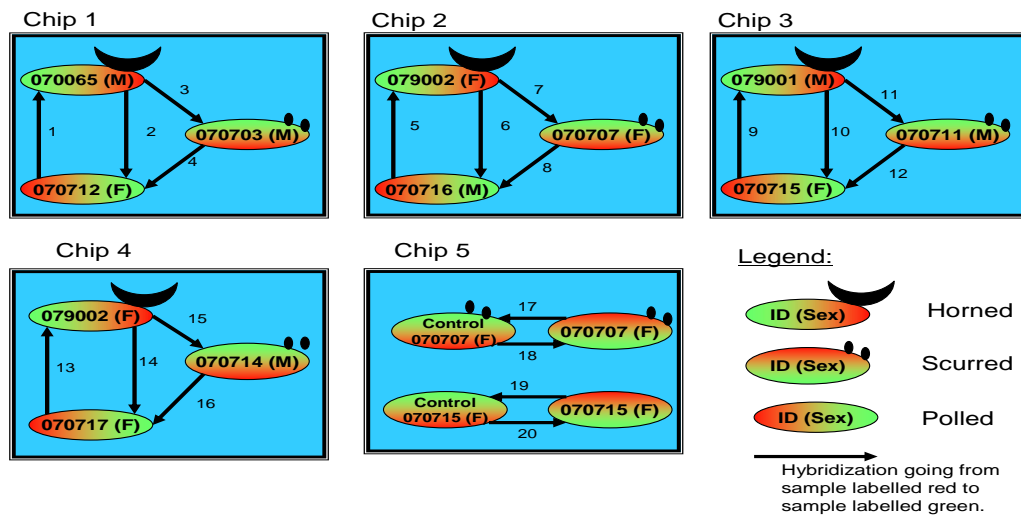 Chip 1
070065 (M)
3
1
2
070703 (M)
4
070712 (F)
Chip 2
079002 (F)
7
5
6
070707 (F)
8
070716 (M)
Chip 3
079001 (M)
11
9
10
070711 (M)
12
070715 (F)
Chip 4
079002 (F)
15
13
14
070714 (M)
16
070717 (F)
Chip 5
17
Control
070707 (F)
070707 (F)
18
19
Control
070715 (F)
070715 (F)
20
Legend:
ID (Sex)
Horned
ID (Sex)
Scurred
ID (Sex)
Polled
Hybridization going from
sample labelled red to
sample labelled green.